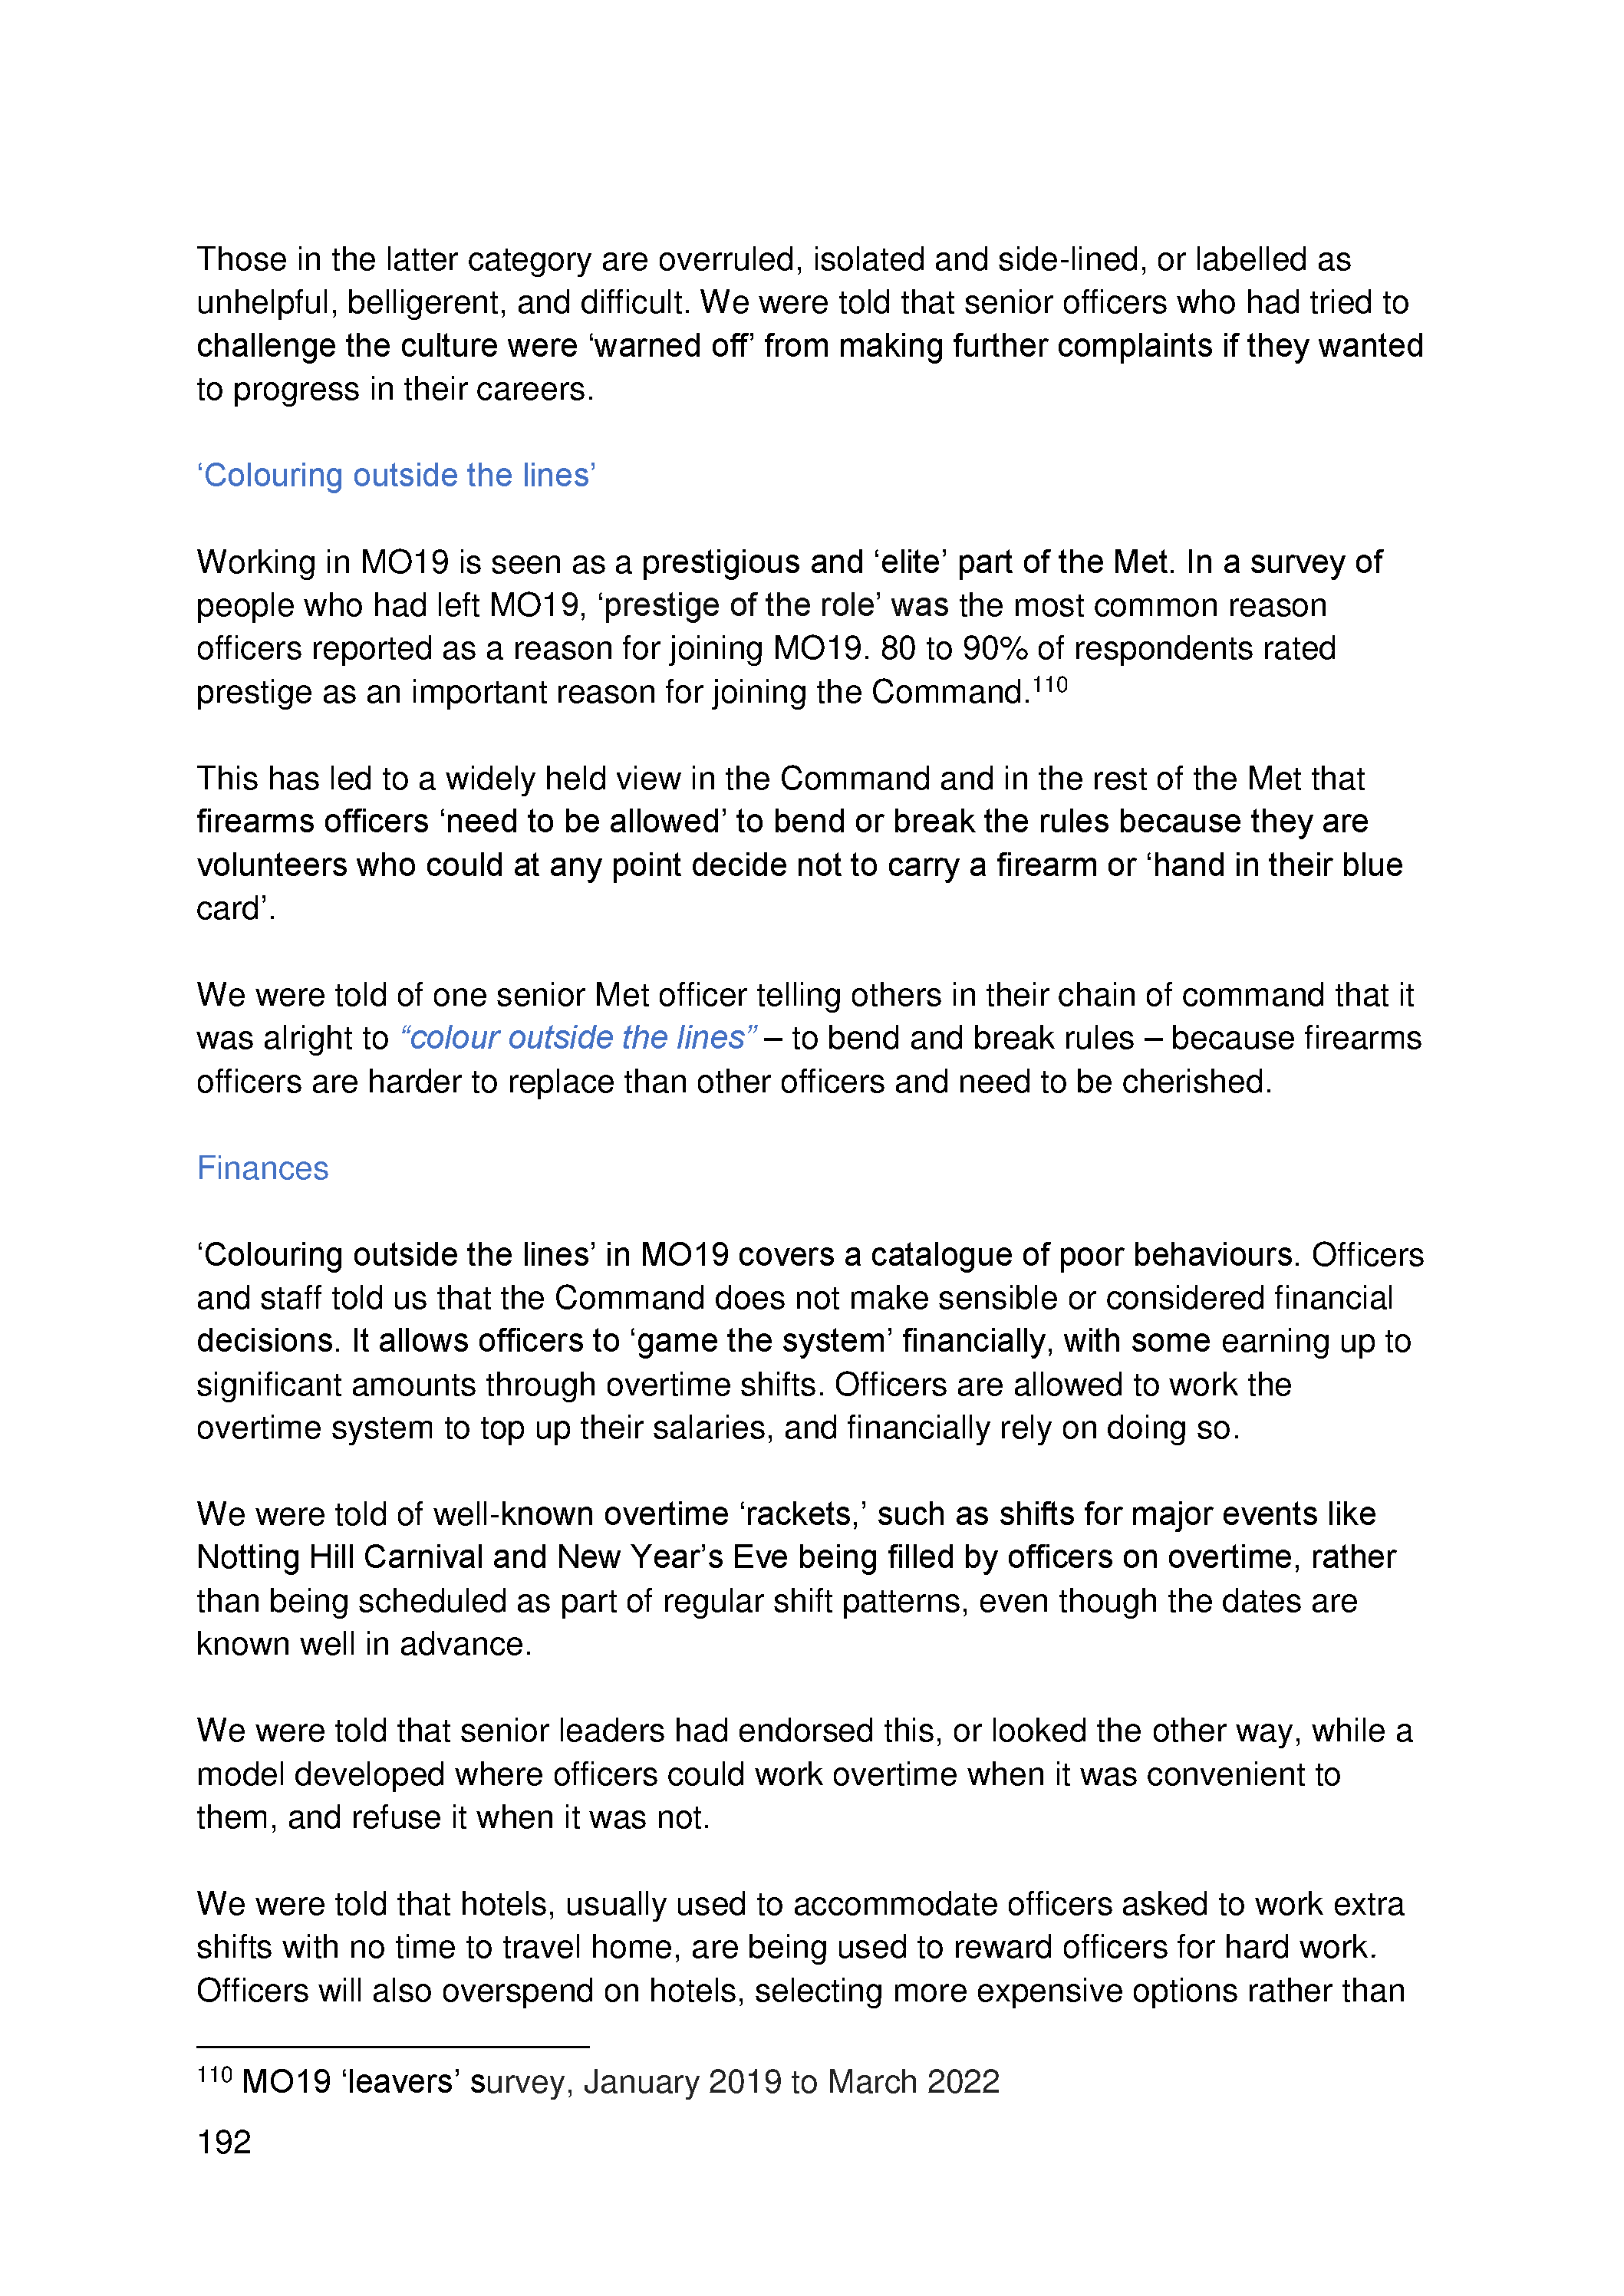 Those in the latter category are overruled, isolated and side-lined, or labelled as
unhelpful, belligerent, and difficult. We were told that senior officers who had tried to
challenge the culture were ‘warned off’ from making further complaints if they wanted
to progress in their careers.
‘Colouring outside the lines’
Working in MO19 is seen as a prestigious and ‘elite’ part of the Met. In a survey of
people who had left MO19, ‘prestige of the role’ was the most common reason
officers reported as a reason for joining MO19. 80 to 90% of respondents rated
prestige as an important reason for joining the Command.110
This has led to a widely held view in the Command and in the rest of the Met that
firearms officers ‘need to be allowed’ to bend or break the rules because they are
volunteers who could at any point decide not to carry a firearm or ‘hand in their blue
card’.
We were told of one senior Met officer telling others in their chain of command that it
was alright to “colour outside the lines” – to bend and break rules – because firearms
officers are harder to replace than other officers and need to be cherished.
Finances
‘Colouring outside the lines’ in MO19 covers a catalogue of poor behaviours. Officers
and staff told us that the Command does not make sensible or considered financial
decisions. It allows officers to ‘game the system’ financially, with some earning up to
significant amounts through overtime shifts. Officers are allowed to work the
overtime system to top up their salaries, and financially rely on doing so.
We were told of well-known overtime ‘rackets,’ such as shifts for major events like
Notting Hill Carnival and New Year’s Eve being filled by officers on overtime, rather
than being scheduled as part of regular shift patterns, even though the dates are
known well in advance.
We were told that senior leaders had endorsed this, or looked the other way, while a
model developed where officers could work overtime when it was convenient to
them, and refuse it when it was not.
We were told that hotels, usually used to accommodate officers asked to work extra
shifts with no time to travel home, are being used to reward officers for hard work.
Officers will also overspend on hotels, selecting more expensive options rather than
110 MO19 ‘leavers’ survey, January 2019 to March 2022
192